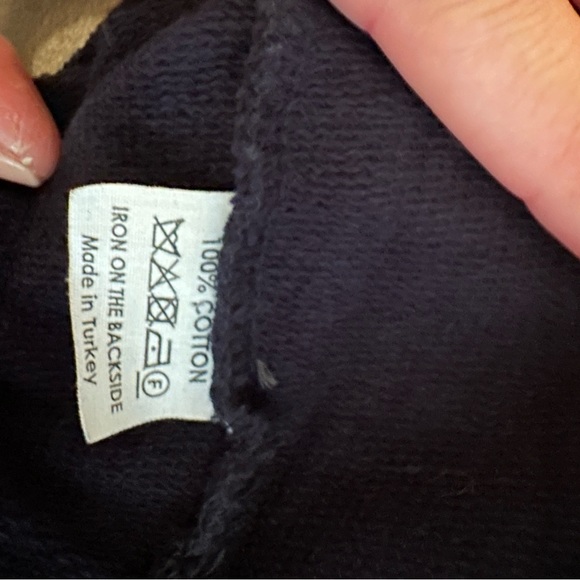 100% COTTON
F
IRON ON THE BACKSIDE
Made in Turkey